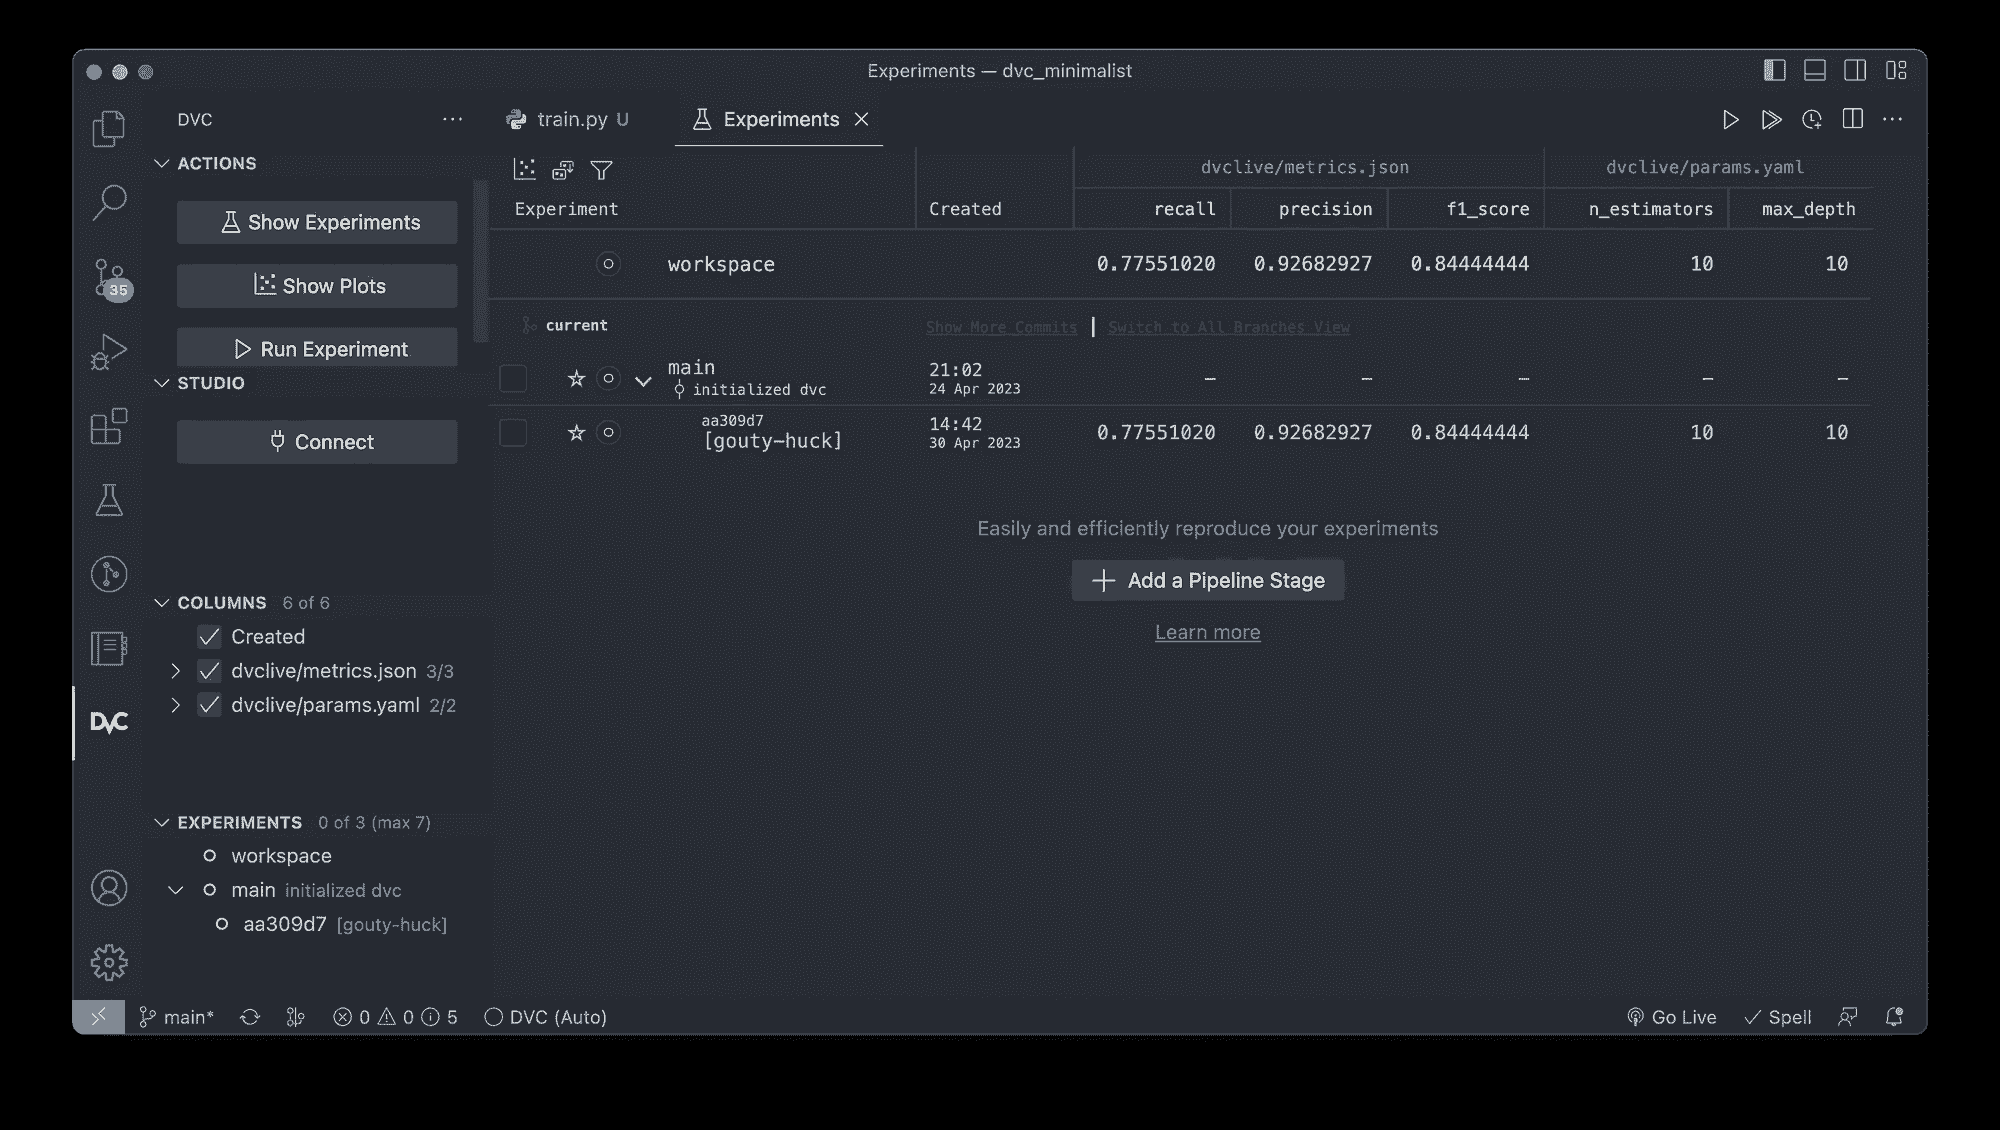 Experiments — dvc_minimalist
DVC
train.py U
Experiments
ACTIONS
Show Experiments
Show Plots
Run Experiment
STUDIO
Connect
COLUMNS 6 of 6
Created
dvclive/metrics.json 3/3
dvclive/params.yaml 2/2
EXPERIMENTS 0 of 3 (max 7)
workspace
main initialized dvc
aa309d7 [gouty-huck]
35
DVC
dvclive/metrics.json dvclive/params.yaml
Experiment Created recall precision f1_score n_estimators max_depth
workspace 0.77551020 0.92682927 0.84444444 10 10
current Show More Commits | Switch to All Branches View
main 21:02 – – – – –
initialized dvc 24 Apr 2023
aa309d7 14:42
[gouty-huck] 30 Apr 2023 0.77551020 0.92682927 0.84444444 10 10
Easily and efficiently reproduce your experiments
Add a Pipeline Stage
Learn more
main* 0 0 5 DVC (Auto) Go Live Spell